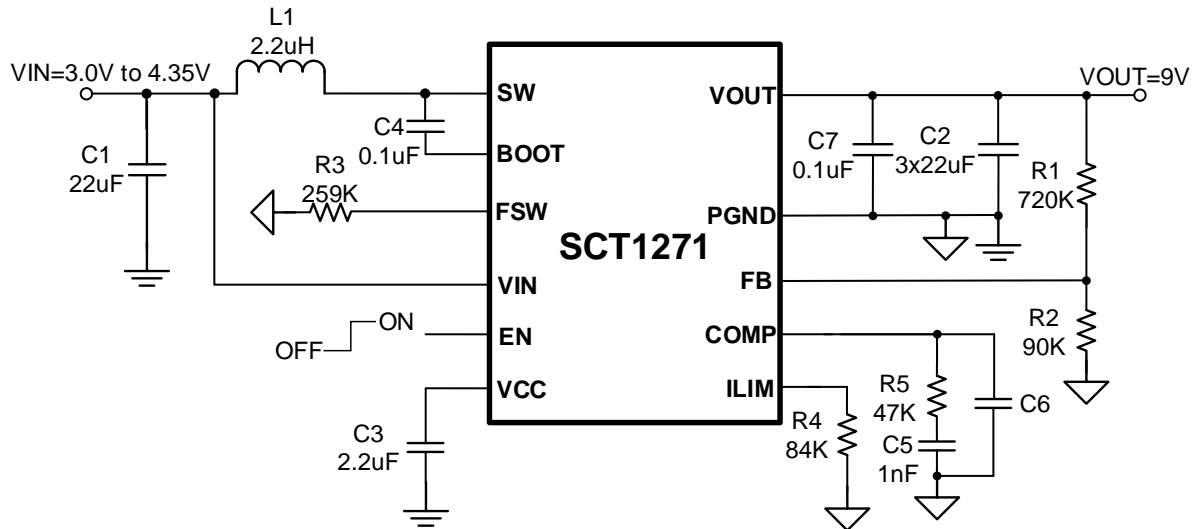 L1
2.2uH
VIN=3.0V to 4.35V
VOUT=9V
SW
VOUT
C4
0.1uF
C7
0.1uF
C2
3x22uF
C1
22uF
BOOT
R3
259K
R1
720K
FSW
PGND
SCT1271
VIN
FB
ON
OFF
EN
COMP
R2
90K
VCC
ILIM
R5
47K
C6
R4
84K
C3
2.2uF
C5
1nF